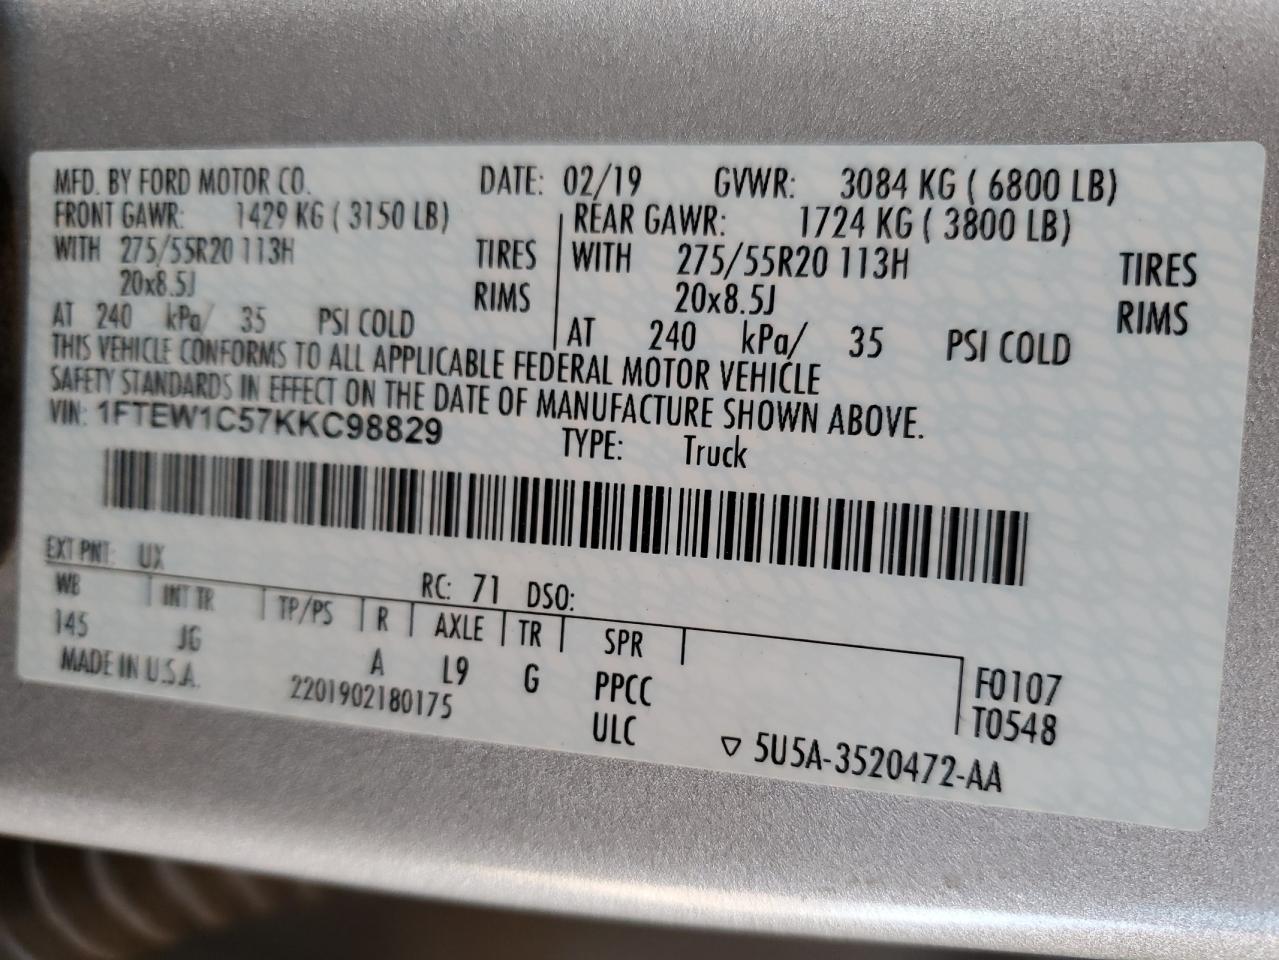 MFD. BY FORD MOTOR CO. DATE: 02/19 GVWR: 3084 KG ( 6800 LB)
FRONT GAWR: 1429 KG ( 3150 LB) REAR GAWR: 1724 KG ( 3800 LB)
WITH 275/55R20 113H TIRES WITH 275/55R20 113H TIRES
20x8.5J RIMS 20x8.5J RIMS
AT 240 kPa/ 35 PSI COLD AT 240 kPa/ 35 PSI COLD
THIS VEHICLE CONFORMS TO ALL APPLICABLE FEDERAL MOTOR VEHICLE
SAFETY STANDARDS IN EFFECT ON THE DATE OF MANUFACTURE SHOWN ABOVE.
VIN: 1FTEW1C57KKC98829 TYPE: Truck
EXT PNT: UX RC: 71 DSO:
WB INT TR TP/PS R AXLE TR SPR
145 JG A L9 G PPCC F0107
MADE IN U.S.A. 2201902180175 ULC T0548
▽ 5U5A-3520472-AA